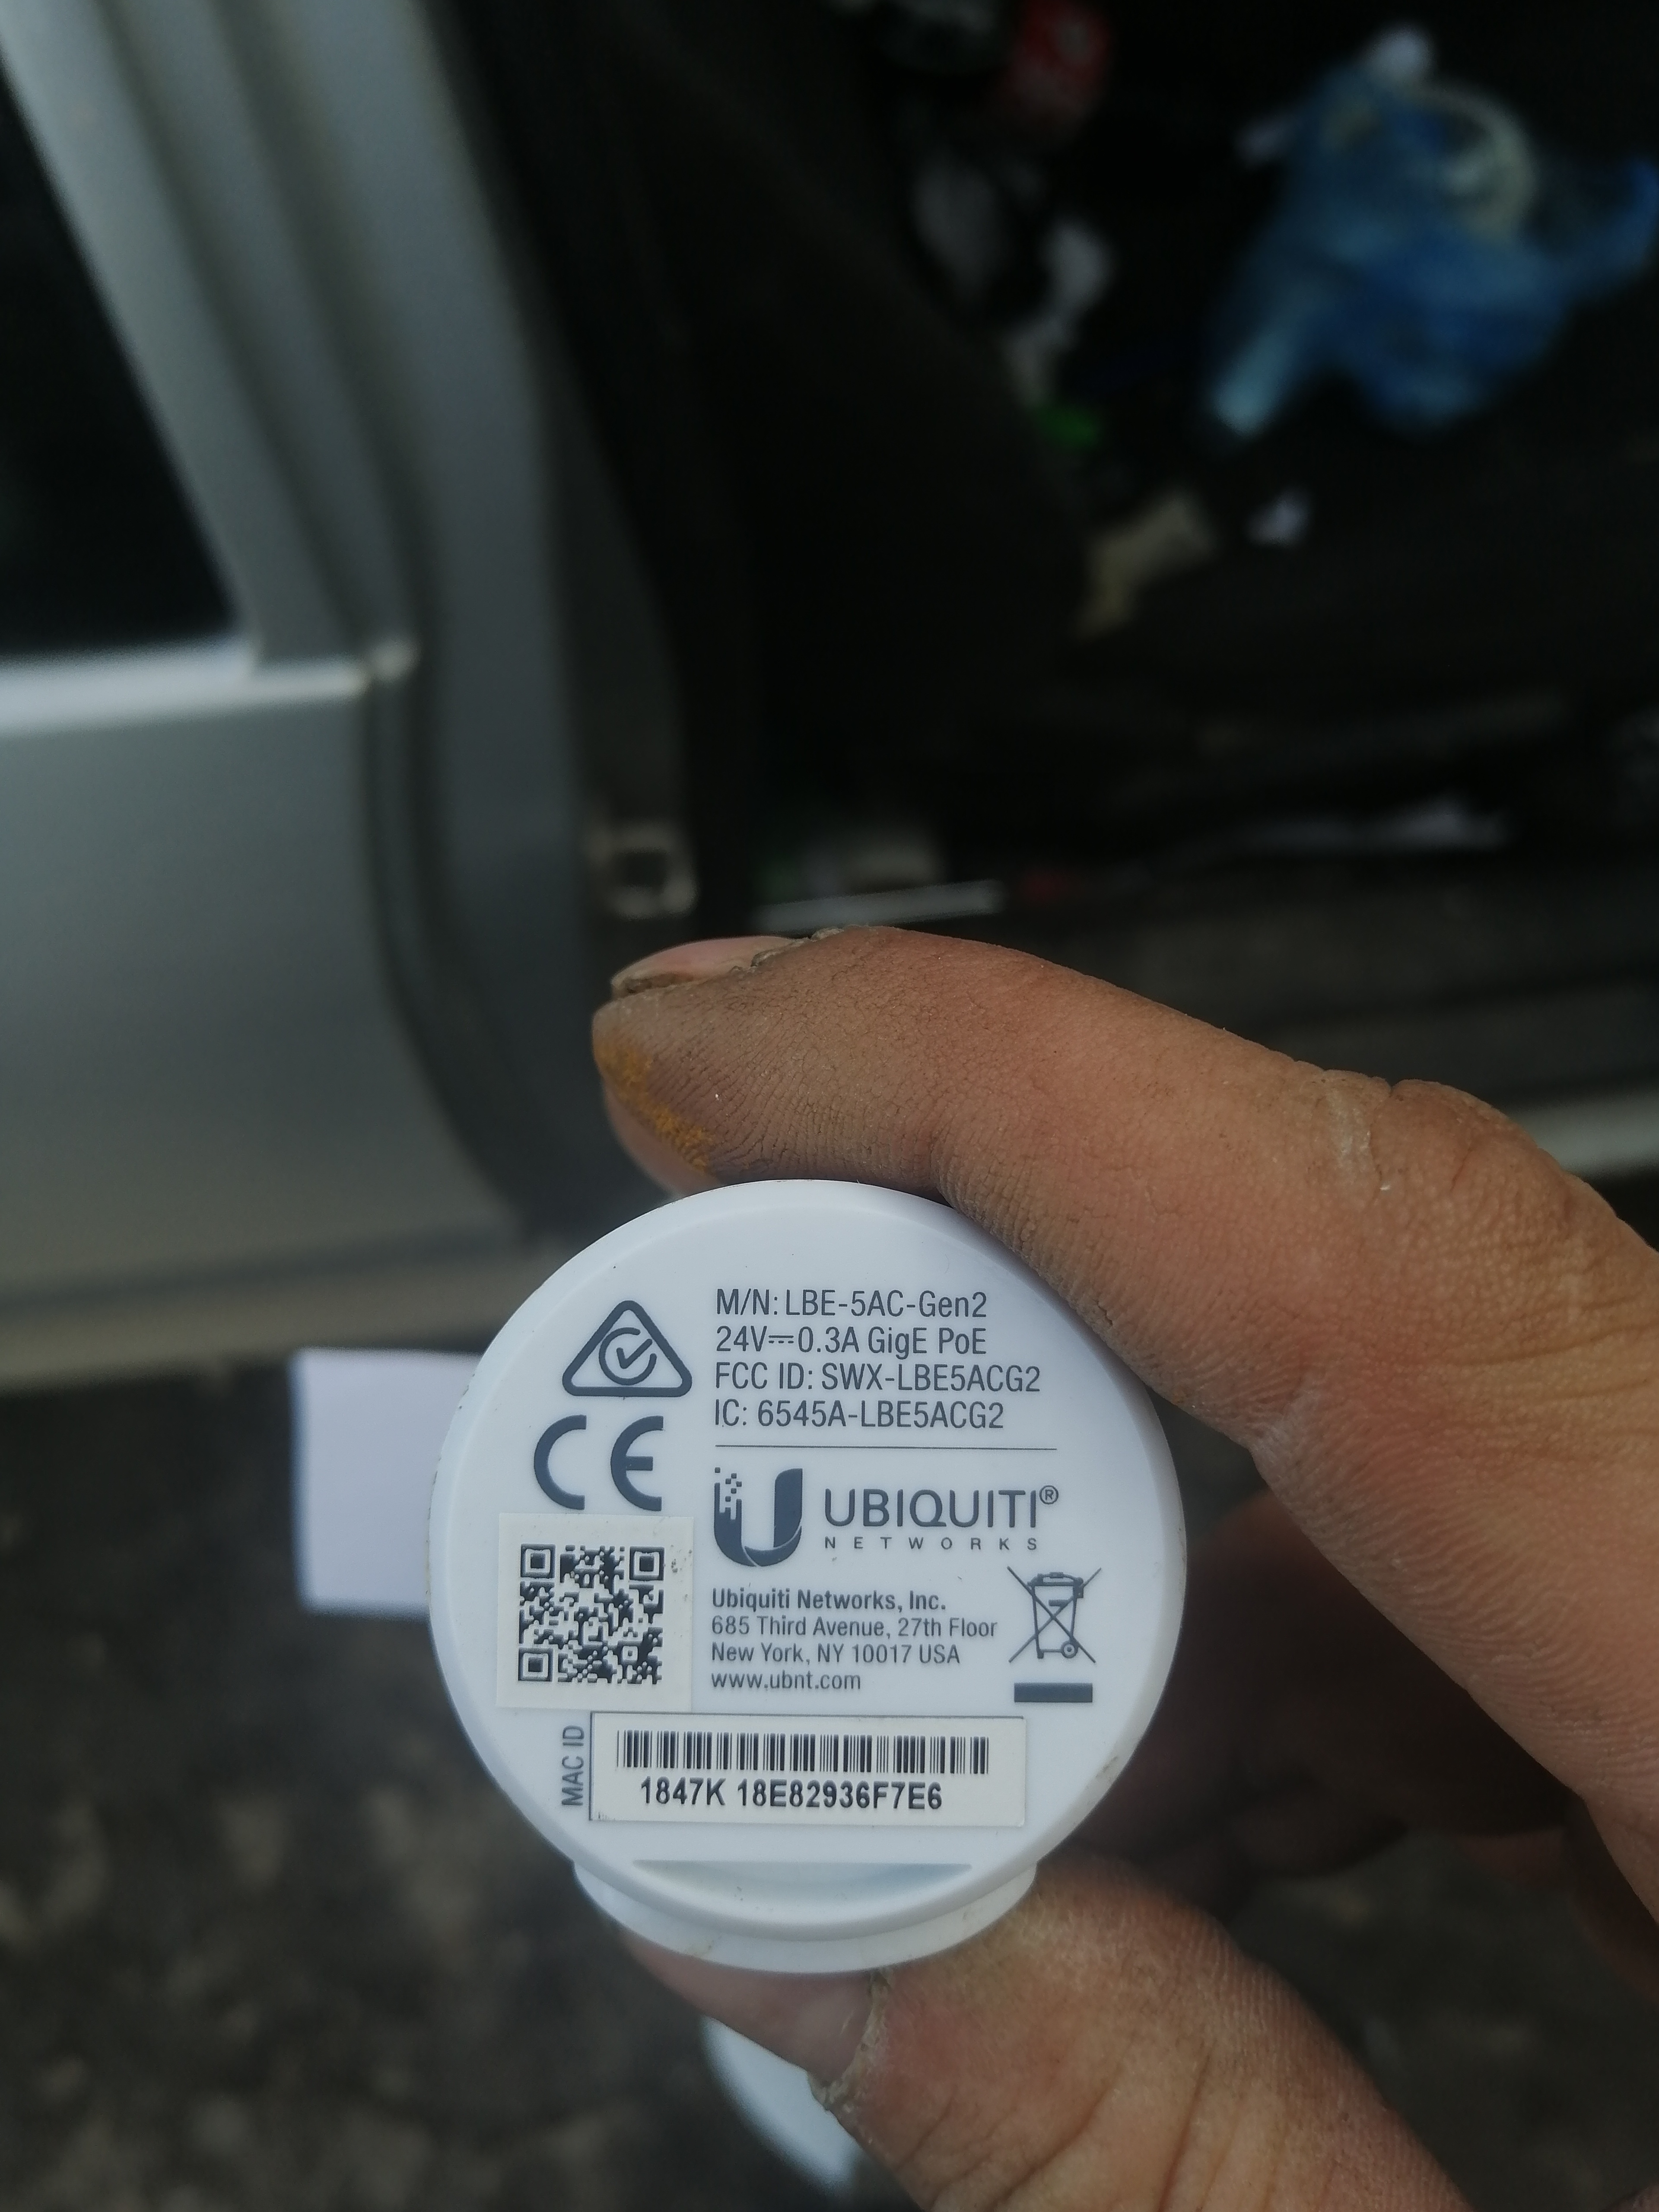 M/N: LBE-5AC-Gen2
24V⎓0.3A GigE PoE
FCC ID: SWX-LBE5ACG2
IC: 6545A-LBE5ACG2
CE
UBIQUITI®
NETWORKS
Ubiquiti Networks, Inc.
685 Third Avenue, 27th Floor
New York, NY 10017 USA
www.ubnt.com
MAC ID
1847K 18E82936F7E6